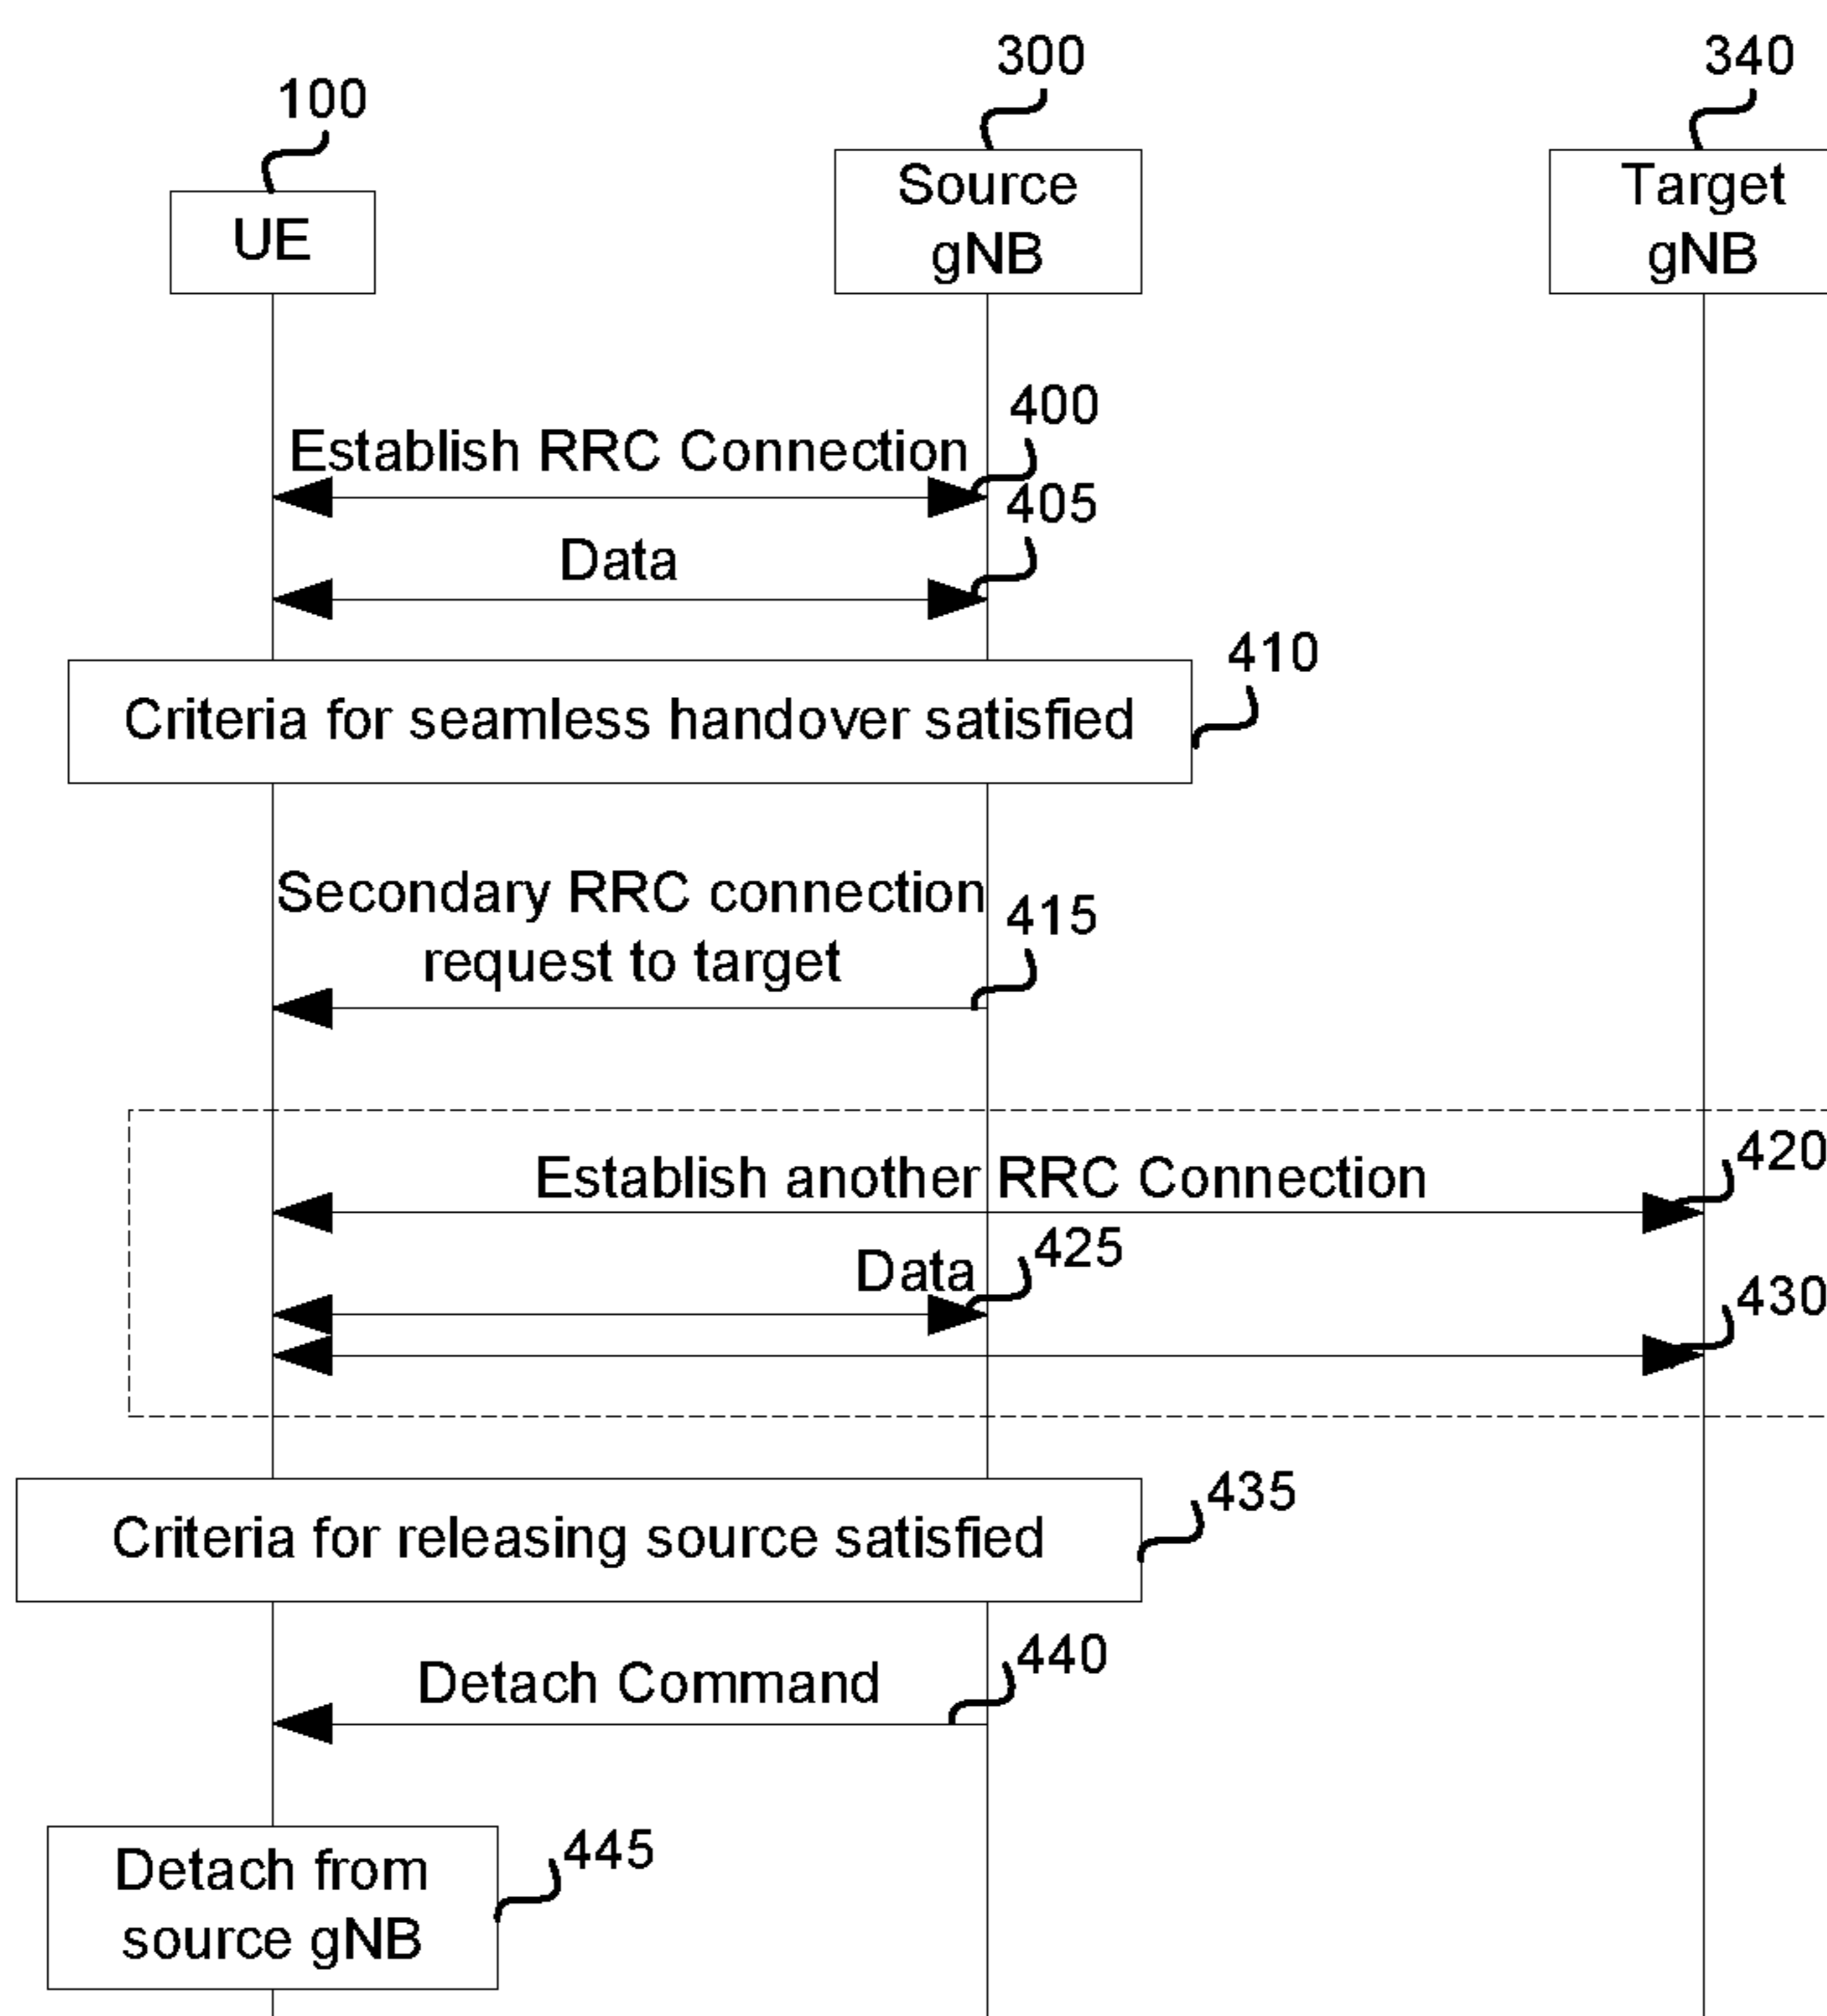 100
300
340
UE
Source
gNB
Target
gNB
400
Establish RRC Connection
405
Data
410
Criteria for seamless handover satisfied
Secondary RRC connection
request to target
415
420
Establish another RRC Connection
425
Data
430
435
Criteria for releasing source satisfied
440
Detach Command
445
Detach from
source gNB